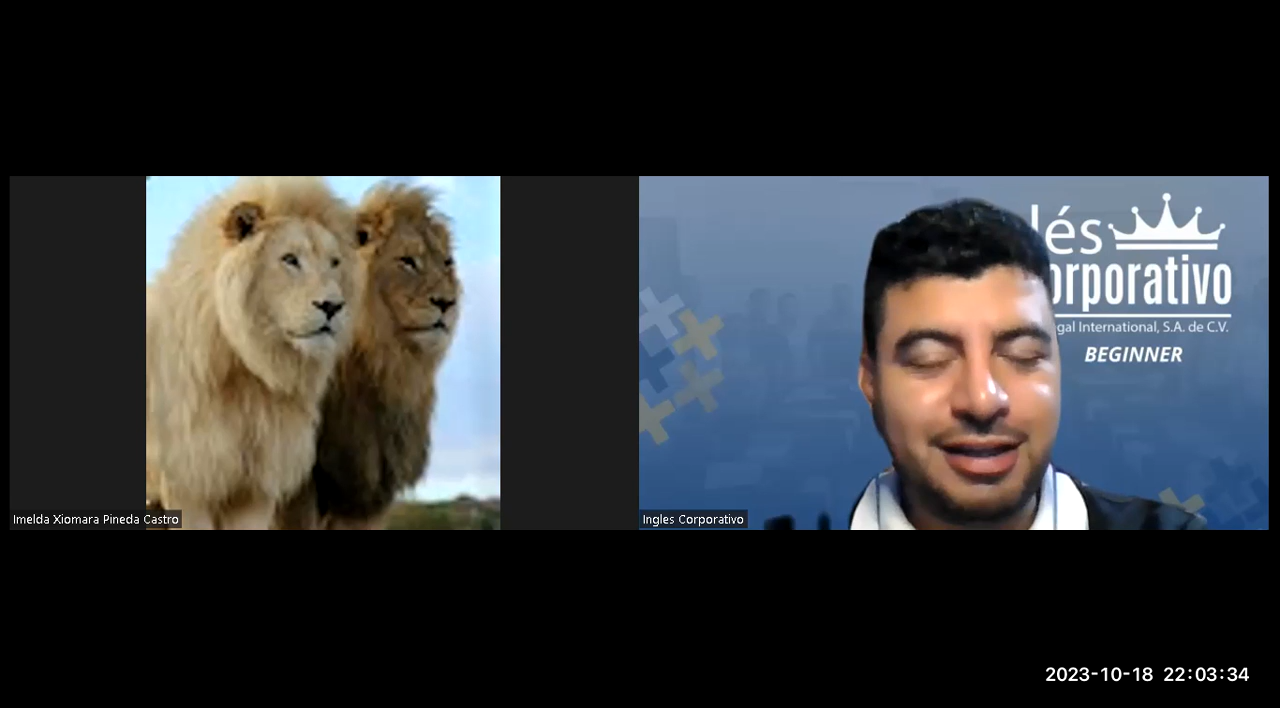 lés
orporativo
gal International, S.A. de C.V.
BEGINNER
Imelda Xiomara Pineda Castro
Ingles Corporativo
2023-10-18 22:03:34